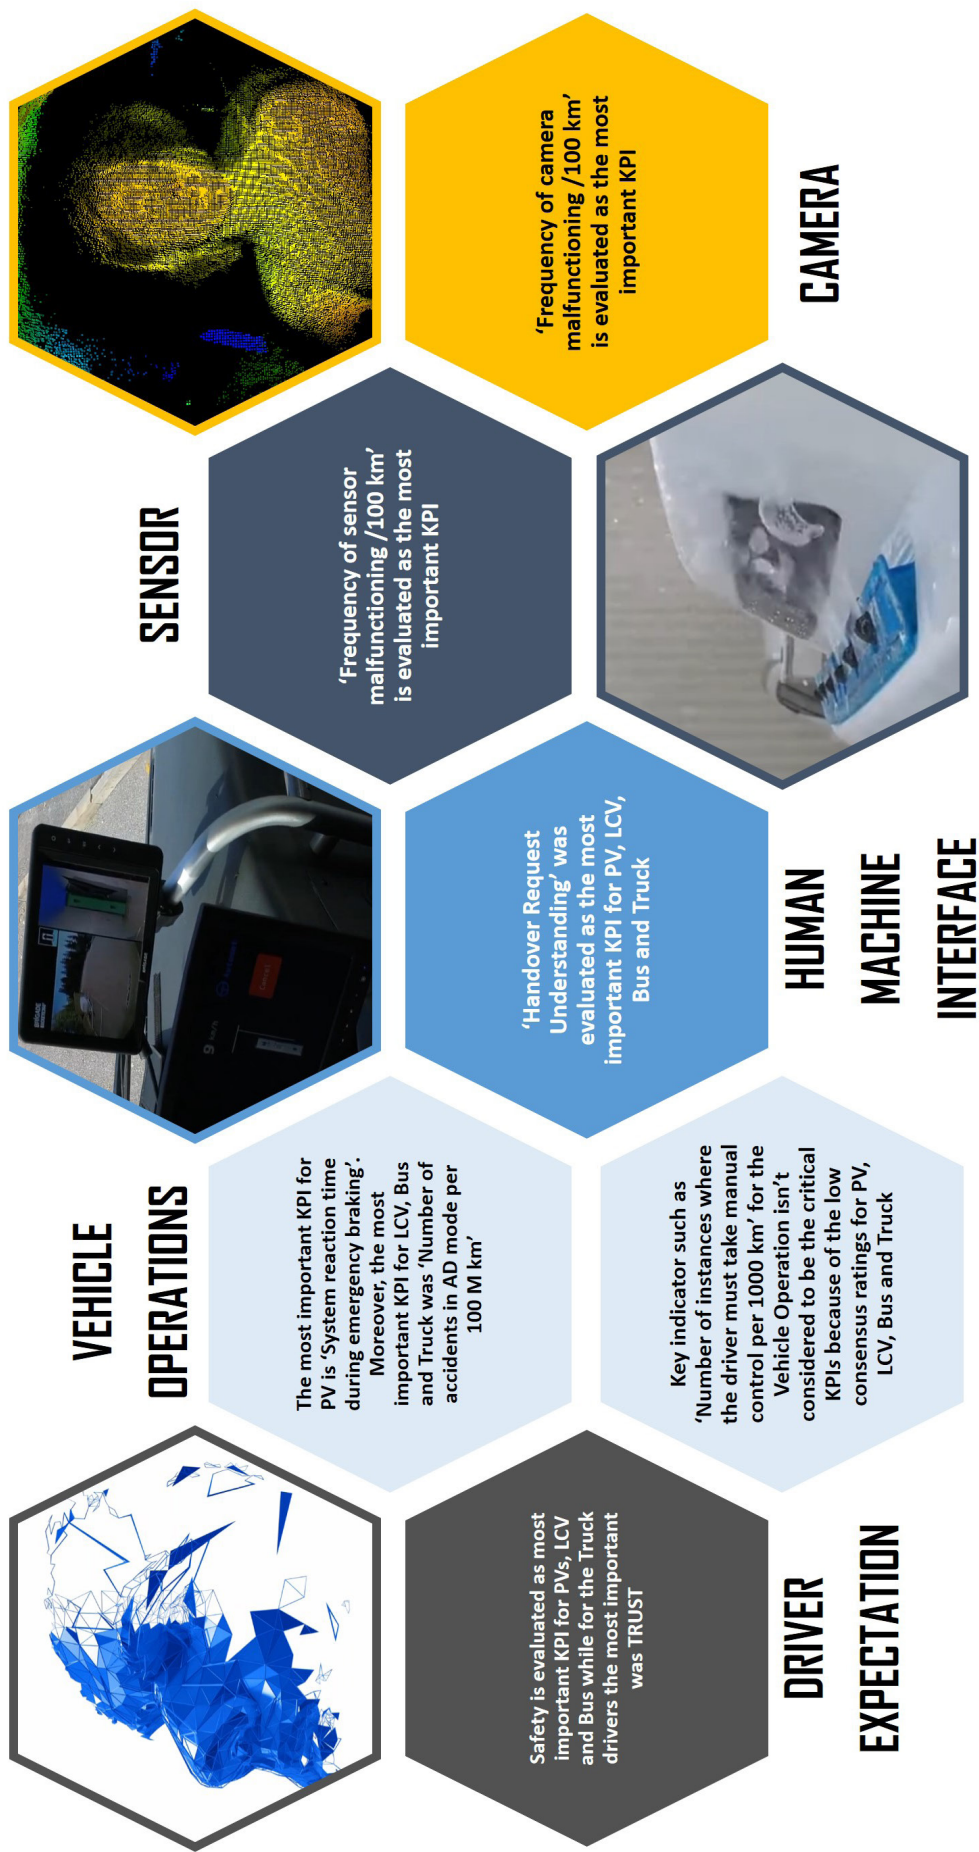 DRIVER
EXPECTATION
Safety is evaluated as most
important KPI for PVs, LCV
and Bus while for the Truck
drivers the most important
was TRUST
VEHICLE
OPERATIONS
The most important KPI for
PV is ‘System reaction time
during emergency braking’.
Moreover, the most
important KPI for LCV, Bus
and Truck was ‘Number of
accidents in AD mode per
100 M km’
Key indicator such as
‘Number of instances where
the driver must take manual
control per 1000 km’ for the
Vehicle Operation isn’t
considered to be the critical
KPIs because of the low
consensus ratings for PV,
LCV, Bus and Truck
9 km/h
‘Handover Request
Understanding’ was
evaluated as the most
important KPI for PV, LCV,
Bus and Truck
HUMAN
MACHINE
INTERFACE
SENSOR
‘Frequency of sensor
malfunctioning /100 km’
is evaluated as the most
important KPI
‘Frequency of camera
malfunctioning /100 km’
is evaluated as the most
important KPI
CAMERA